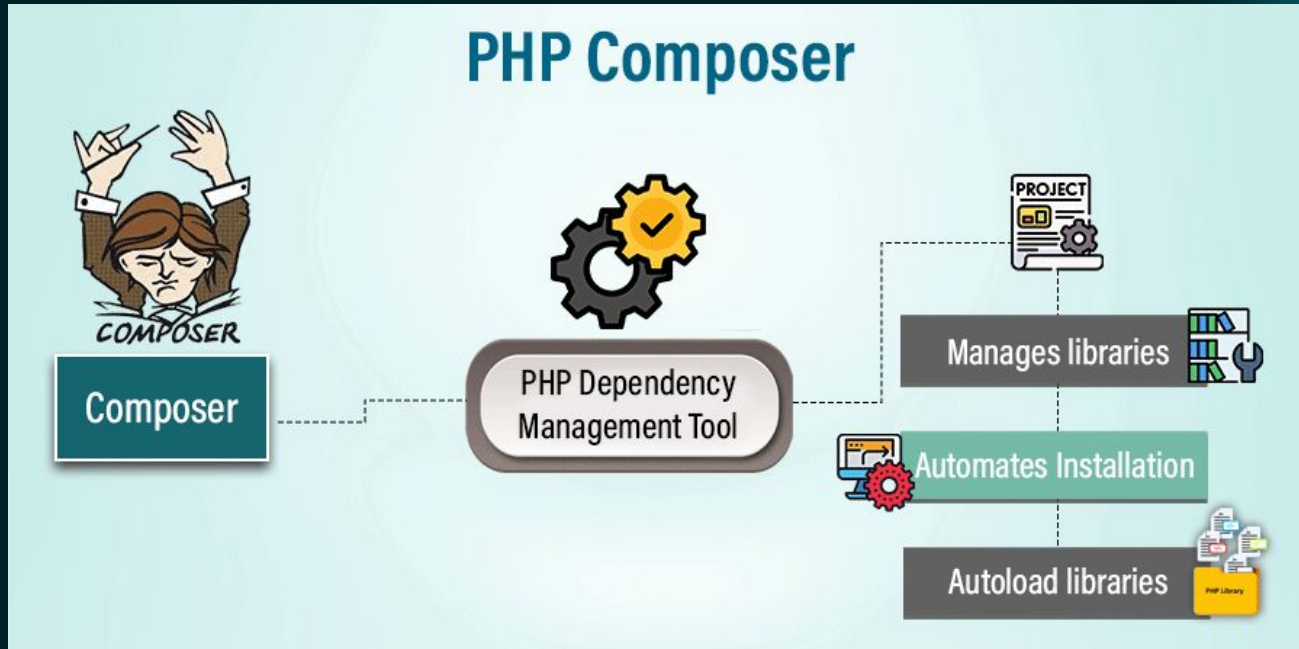 PHP Composer
COMPOSER
Composer
PHP Dependency
Management Tool
PROJECT
Manages libraries
Automates Installation
Autoload libraries
PHP Library